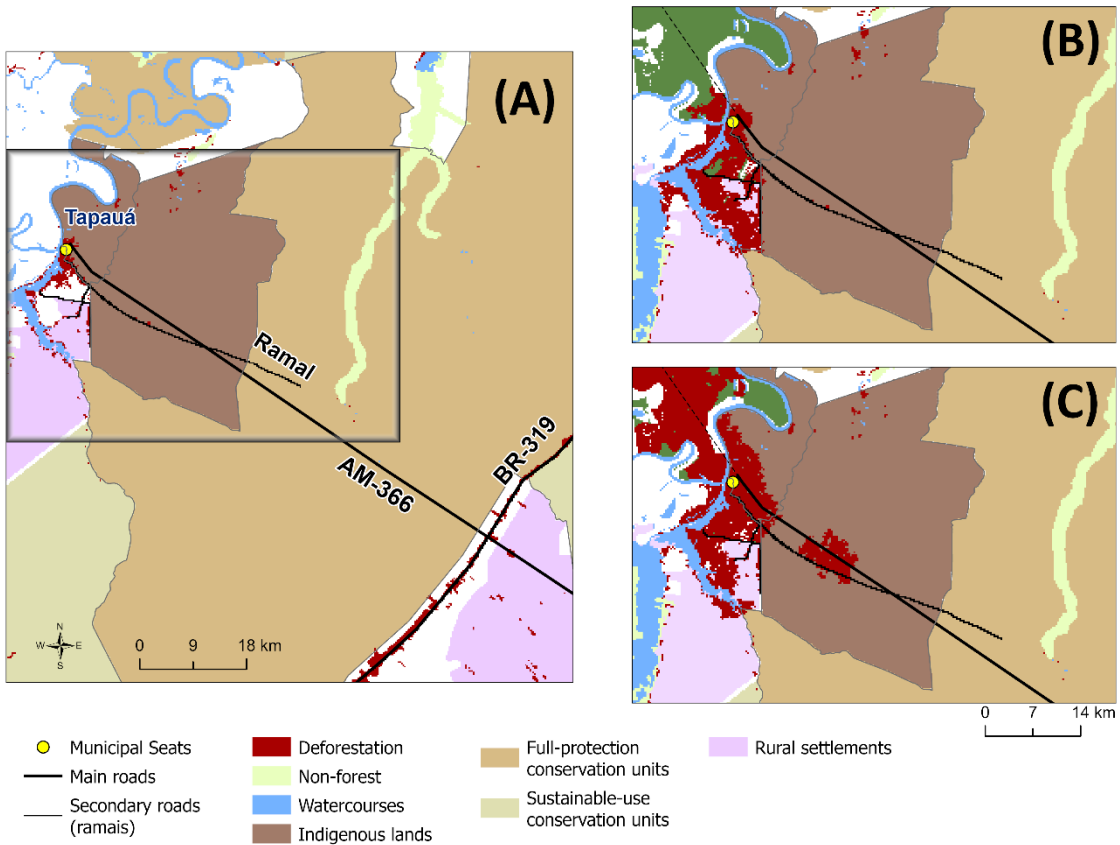 (A)
Tapauá
Ramal
AM-366
BR-319
N
W E
S
0 9 18 km
(B)
(C)
0 7 14 km
Municipal Seats
Main roads
Secondary roads
(ramais)
Deforestation
Non-forest
Watercourses
Indigenous lands
Full-protection
conservation units
Sustainable-use
conservation units
Rural settlements